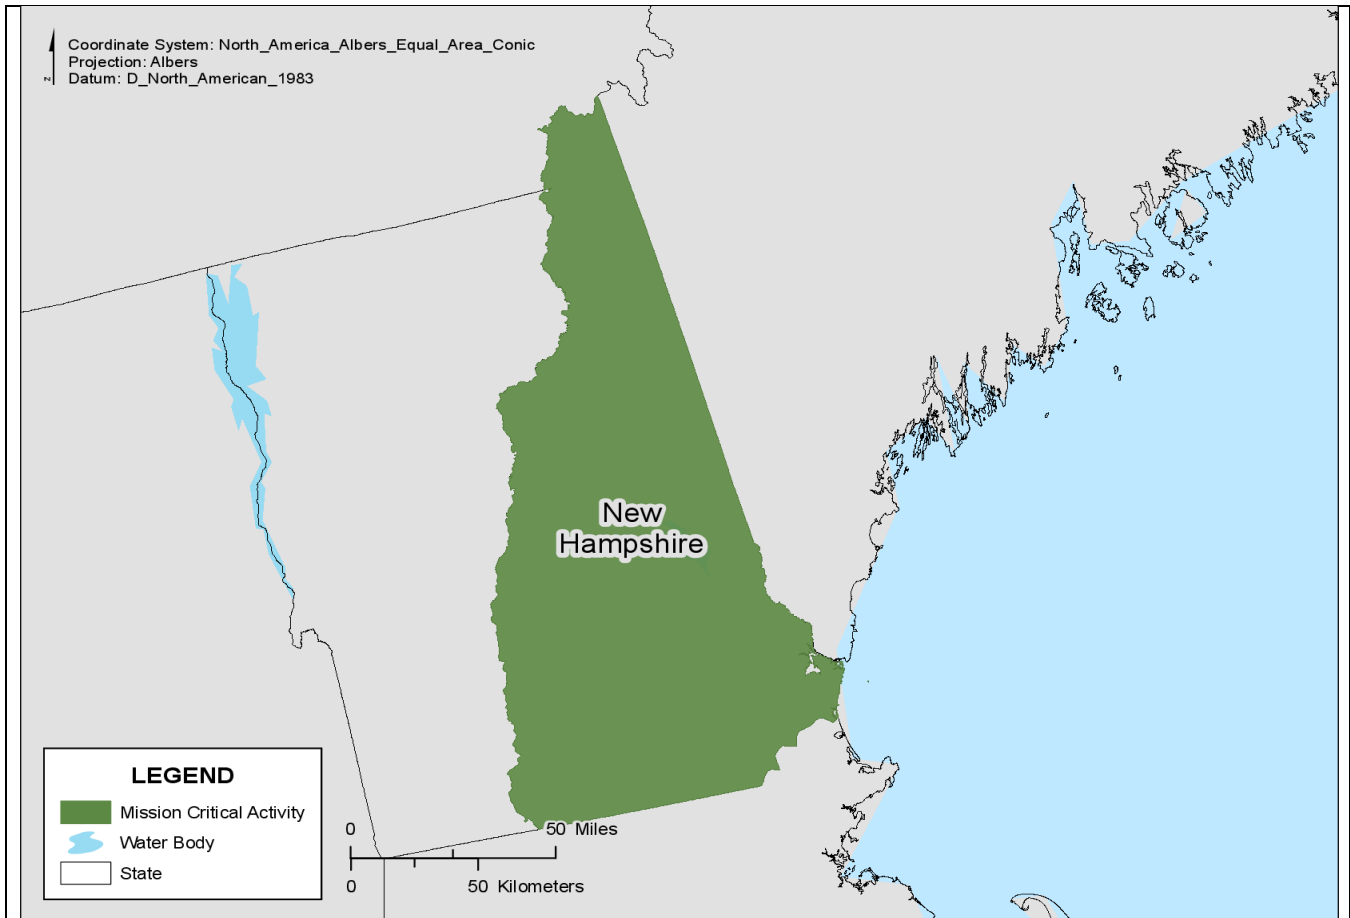 Coordinate System: North_America_Albers_Equal_Area_Conic
Projection: Albers
Datum: D_North_American_1983
N
New
Hampshire
LEGEND
Mission Critical Activity
Water Body
State
0 50 Miles
0 50 Kilometers